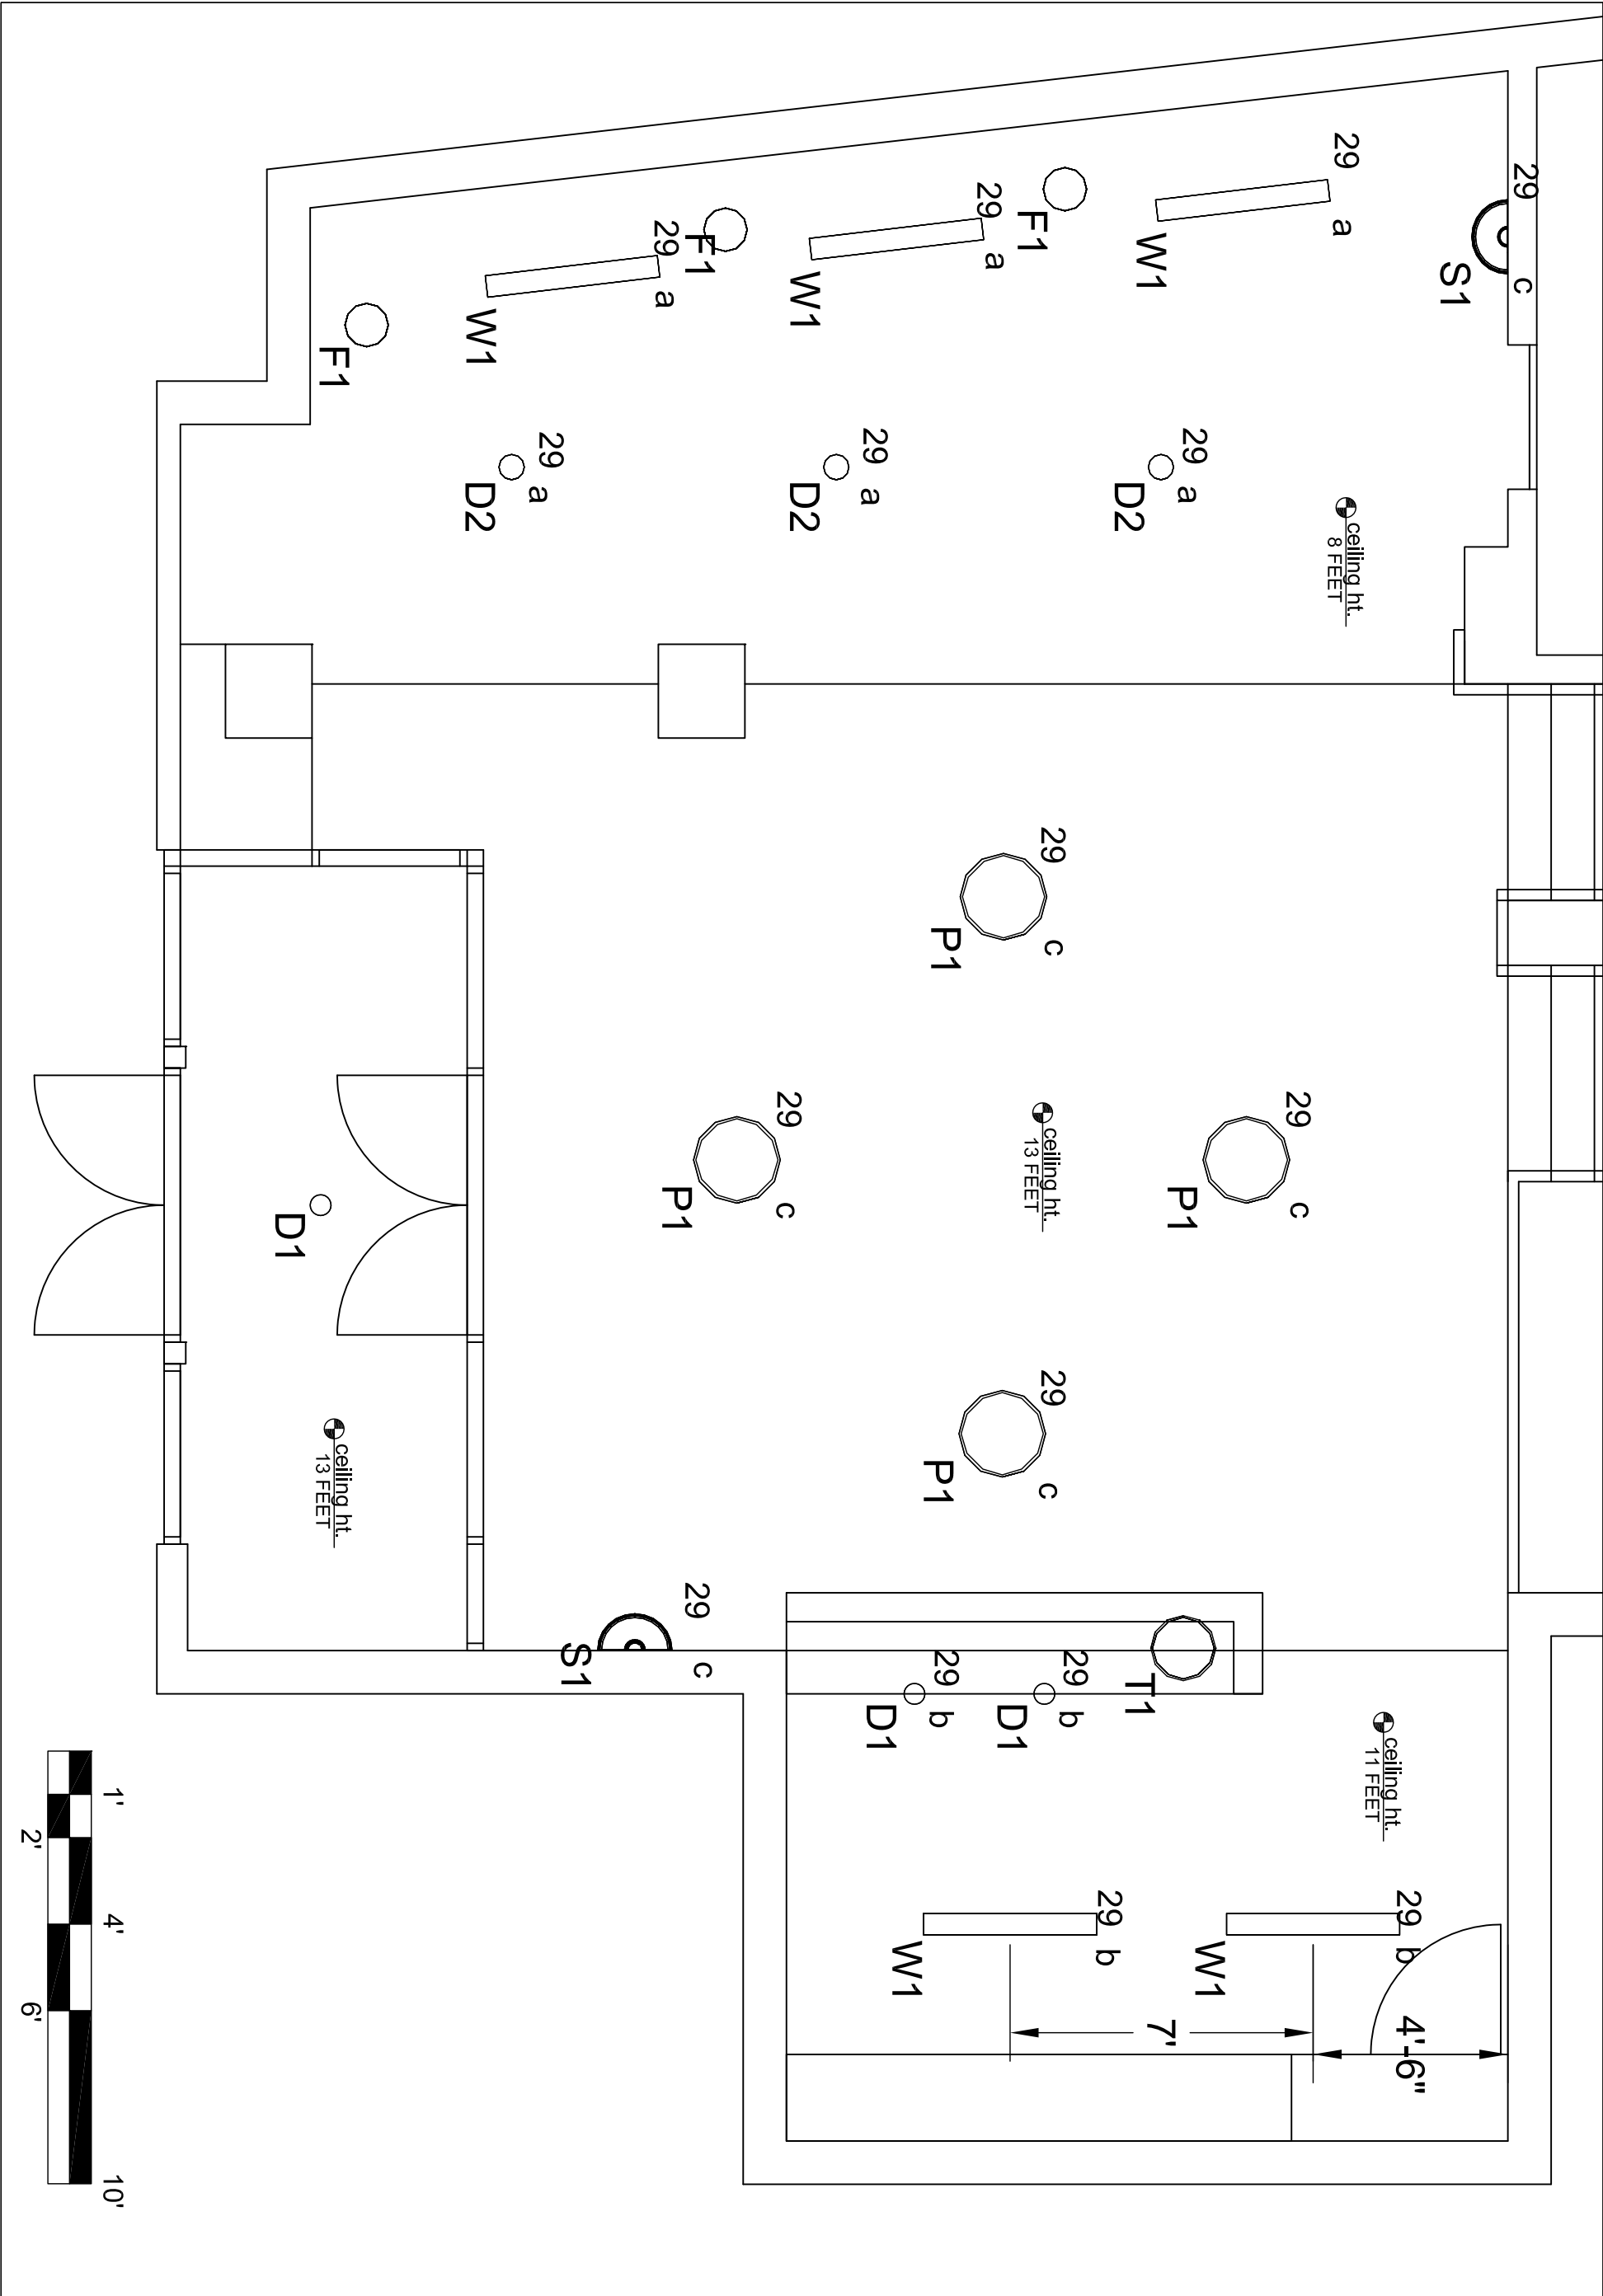 29
c
S1
29
a
W1
F1
29
a
W1
F1
29
a
W1
F1
ceiling ht.
8 FEET
29
a
D2
29
a
D2
29
a
D2
29
c
P1
29
c
P1
ceiling ht.
13 FEET
29
c
P1
29
c
P1
D1
ceiling ht.
13 FEET
29
c
S1
T1
29
b
D1
29
b
D1
ceiling ht.
11 FEET
29
b
W1
29
b
W1
4'-6"
7'
1'
4'
10'
2'
6'